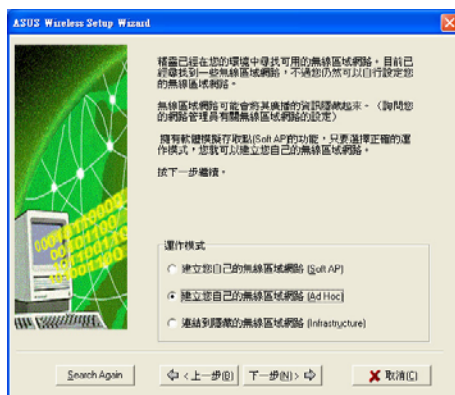 ASUS Wireless Setup Wizard
精靈已經在您的環境中尋找可用的無線區域網路。目前已
經尋找到一些無線區域網路，不過您仍然可以自行設定您
的無線區域網路。
無線區域網路可能會將其廣播的資訊隱藏起來。（詢問您
的網路管理員有關無線區域網路的設定）
擁有軟體模擬存取點(Soft AP)的功能，只要選擇正確的運
作模式，您就可以建立您自己的無線區域網路。
按下一步繼續。
運作模式
建立您自己的無線區域網路 (Soft AP)
建立您自己的無線區域網路 (Ad Hoc)
連結到隱藏的無線區域網路 (Infrastructure)
Search Again
< 上一步(B)
下一步(N) >
取消(C)